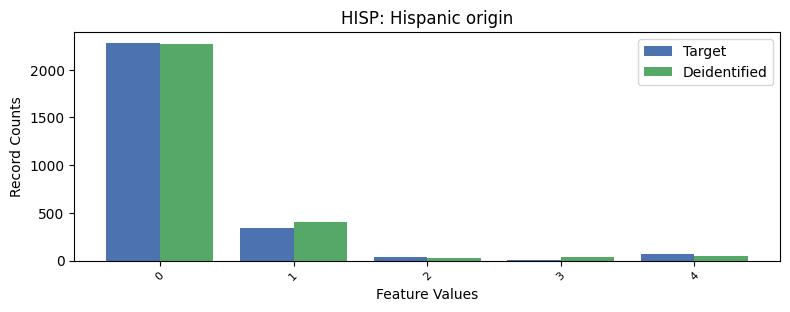 HISP: Hispanic origin
Target
Deidentified
Record Counts
2000
1500
1000
500
0
0
1
2
3
4
Feature Values